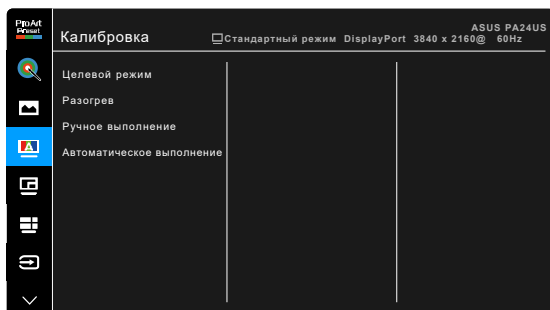 ProArt
Preset
Калибровка
Стандартный режим DisplayPort 3840 x 2160@ 60Hz
ASUS PA24US
Целевой режим
Разогрев
Ручное выполнение
Автоматическое выполнение
A